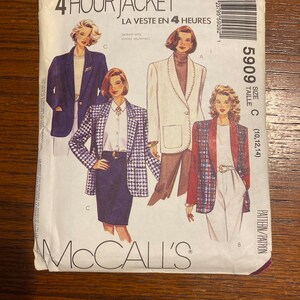 4 HOUR JACKET
LA VESTE EN 4 HEURES
5909
SIZE
TAILLE
C
(10,12,14)
C
A
C
B
PATTERN/PATRON
McCALL'S